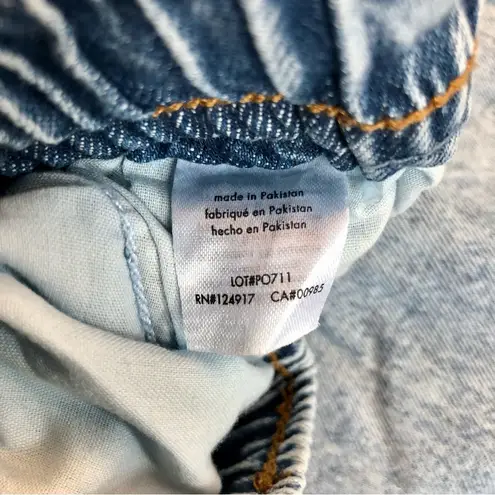 made in Pakistan
fabriqué en Pakistan
hecho en Pakistan
LOT#PO711
RN#124917 CA#00985